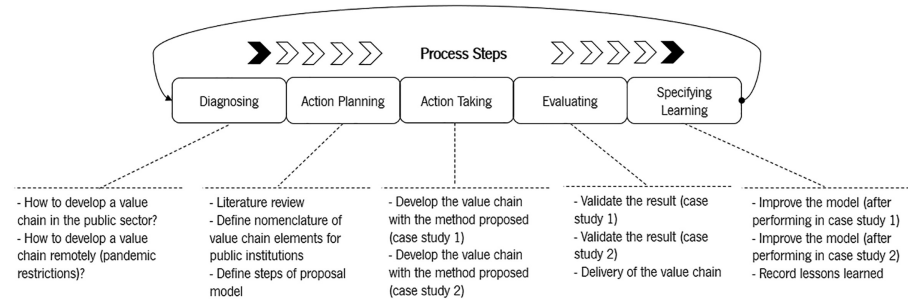 Process Steps
Diagnosing
Action Planning
Action Taking
Evaluating
Specifying
Learning
- How to develop a value
chain in the public sector?
- How to develop a value
chain remotely (pandemic
restrictions)?
- Literature review
- Define nomenclature of
value chain elements for
public institutions
- Define steps of proposal
model
- Develop the value chain
with the method proposed
(case study 1)
- Develop the value chain
with the method proposed
(case study 2)
- Validate the result (case
study 1)
- Validate the result (case
study 2)
- Delivery of the value chain
- Improve the model (after
performing in case study 1)
- Improve the model (after
performing in case study 2)
- Record lessons learned